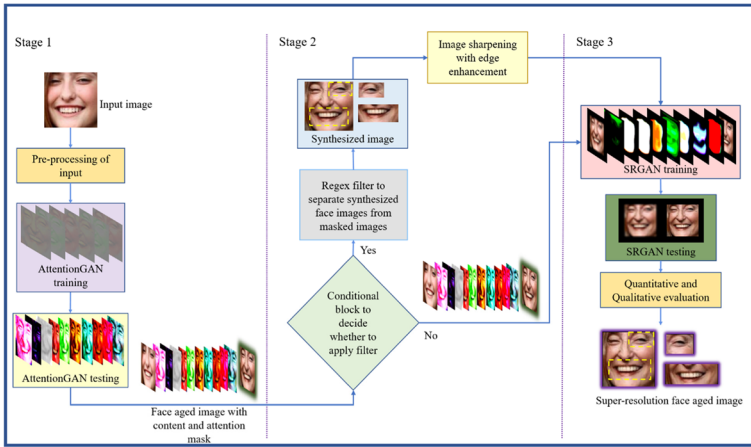 Stage 1
Input image
Pre-processing of
input
AttentionGAN
training
AttentionGAN testing
Face aged image with
content and attention
mask
Stage 2
Image sharpening
with edge
enhancement
Synthesized image
Regex filter to
separate synthesized
face images from
masked images
Yes
Conditional
block to
decide
whether to
apply filter
No
Stage 3
SRGAN training
SRGAN testing
Quantitative and
Qualitative evaluation
Super-resolution face aged image